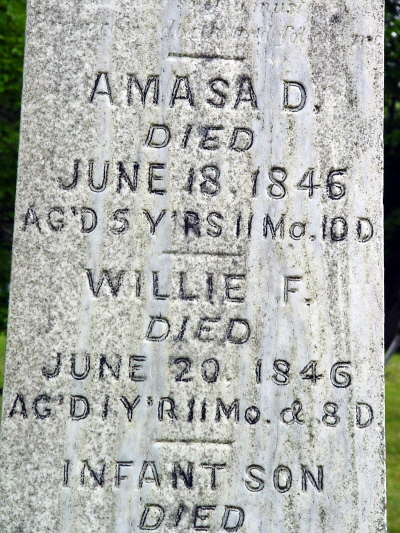 AMASA D.
DIED
JUNE 18. 1846
AG'D 5 Y'RS 11 Mo. 10 D
WILLIE F.
DIED
JUNE 20. 1846
AG'D 1 Y'R 11 Mo. & 8 D
INFANT SON
DIED